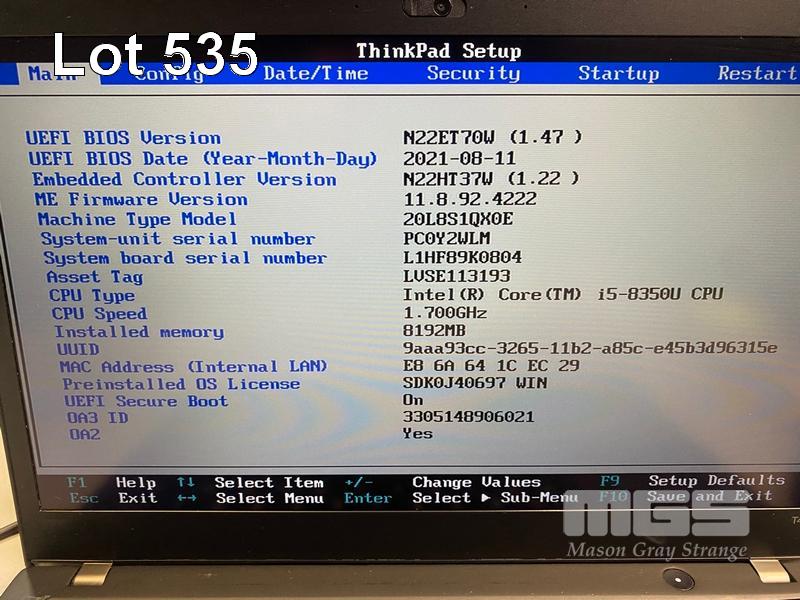 Lot 535
ThinkPad Setup
Main Config Date/Time Security Startup Restart
UEFI BIOS Version N22ET70W (1.47 )
UEFI BIOS Date (Year-Month-Day) 2021-08-11
Embedded Controller Version N22HT37W (1.22 )
ME Firmware Version 11.8.92.4222
Machine Type Model 20L8S1QX0E
System-unit serial number PC0Y2WLM
System board serial number L1HF89K0804
Asset Tag LVSE113193
CPU Type Intel(R) Core(TM) i5-8350U CPU
CPU Speed 1.700GHz
Installed memory 8192MB
UUID 9aaa93cc-3265-11b2-a85c-e45b3d96315e
MAC Address (Internal LAN) E8 6A 64 1C EC 29
Preinstalled OS License SDK0J40697 WIN
UEFI Secure Boot On
OA3 ID 3305148906021
OA2 Yes
F1 Help ↑↓ Select Item +/- Change Values F9 Setup Defaults
Esc Exit ←→ Select Menu Enter Select ▶ Sub-Menu F10 Save and Exit
MGS
Mason Gray Strange